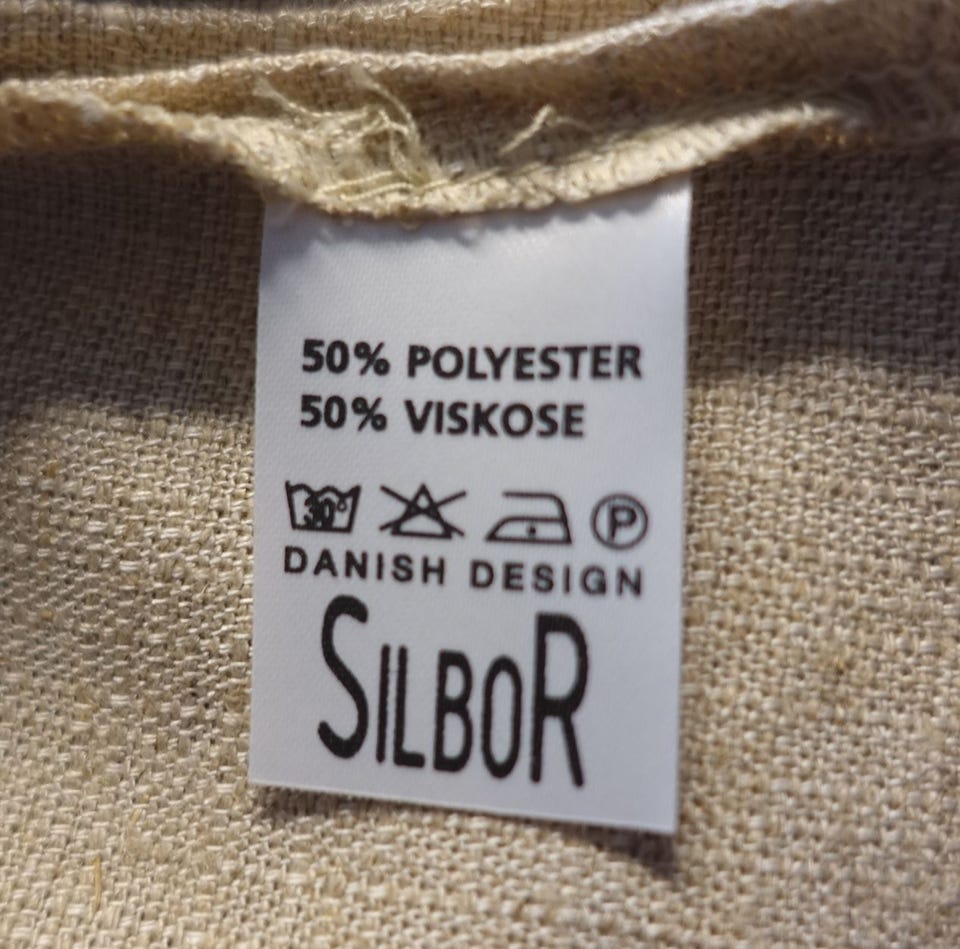 50% POLYESTER
50% VISKOSE
30° P
DANISH DESIGN
SILBOR